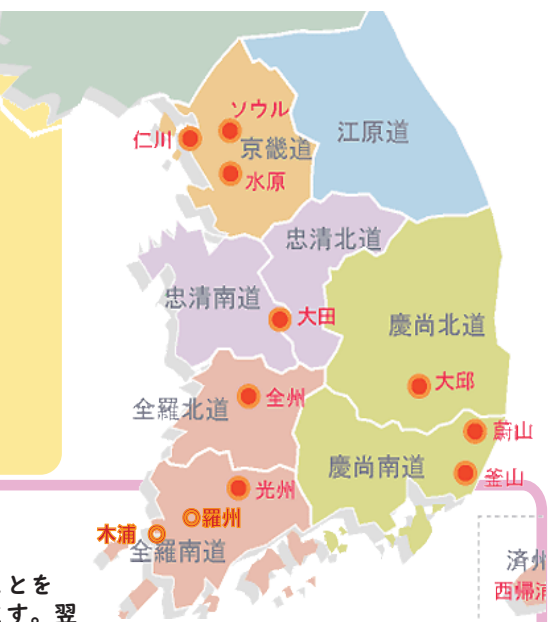 ソウル
江原道
仁川
京畿道
水原
忠清北道
忠清南道
大田
慶尚北道
大邱
全州
全羅北道
蔚山
慶尚南道
釜山
光州
羅州
木浦
全羅南道
済州
西帰浦
ことを
ます。翌